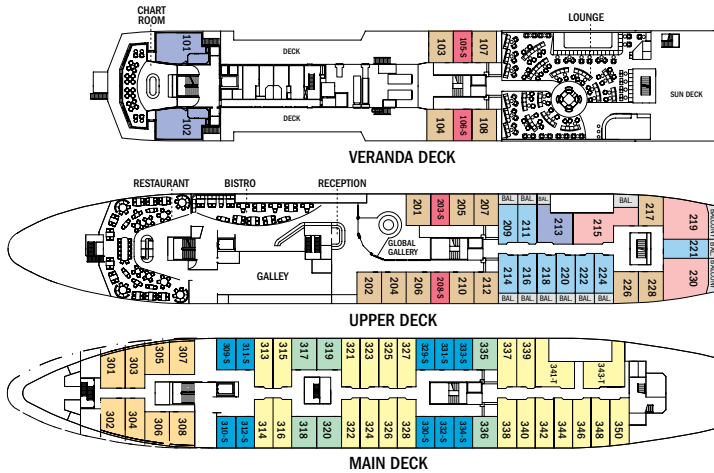 CHART
ROOM
LOUNGE
101
DECK
103
105-S
107
SUN DECK
102
DECK
104
106-S
108
VERANDA DECK
RESTAURANT
BISTRO
RECEPTION
201
203-S
205
207
BAL.
BAL.
BAL.
BAL.
209
211
213
215
217
219
BALCONY
GLOBAL
GALLERY
221
BAL.
GALLEY
202
204
206
208-S
210
212
214
216
218
220
222
224
226
228
230
BALCONY
BAL.
BAL.
BAL.
BAL.
BAL.
BAL.
UPPER DECK
301
303
305
307
309-S
311-S
313
315
317
319
321
323
325
327
329-S
331-S
333-S
335
337
339
341-T
343-T
302
304
306
308
310-S
312-S
314
316
318
320
322
324
326
328
330-S
332-S
334-S
336
338
340
342
344
346
348
350
MAIN DECK